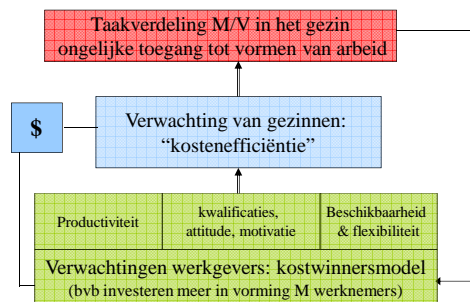 Taakverdeling M/V in het gezin
ongelijke toegang tot vormen van arbeid
$
Verwachting van gezinnen:
“kostenefficiëntie”
Productiviteit
kwalificaties,
attitude, motivatie
Beschikbaarheid
& flexibiliteit
Verwachtingen werkgevers: kostwinnersmodel
(bvb investeren meer in vorming M werknemers)